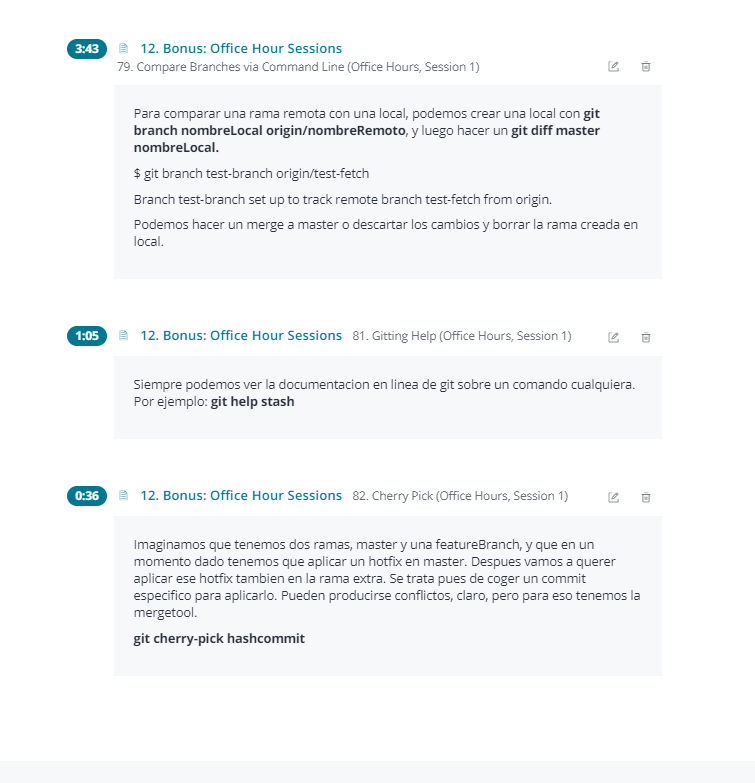 3:43 12. Bonus: Office Hour Sessions
79. Compare Branches via Command Line (Office Hours, Session 1)
Para comparar una rama remota con una local, podemos crear una local con git
branch nombreLocal origin/nombreRemoto, y luego hacer un git diff master
nombreLocal.
$ git branch test-branch origin/test-fetch
Branch test-branch set up to track remote branch test-fetch from origin.
Podemos hacer un merge a master o descartar los cambios y borrar la rama creada en
local.
1:05 12. Bonus: Office Hour Sessions 81. Gitting Help (Office Hours, Session 1)
Siempre podemos ver la documentacion en linea de git sobre un comando cualquiera.
Por ejemplo: git help stash
0:36 12. Bonus: Office Hour Sessions 82. Cherry Pick (Office Hours, Session 1)
Imaginamos que tenemos dos ramas, master y una featureBranch, y que en un
momento dado tenemos que aplicar un hotfix en master. Despues vamos a querer
aplicar ese hotfix tambien en la rama extra. Se trata pues de coger un commit
especifico para aplicarlo. Pueden producirse conflictos, claro, pero para eso tenemos la
mergetool.
git cherry-pick hashcommit